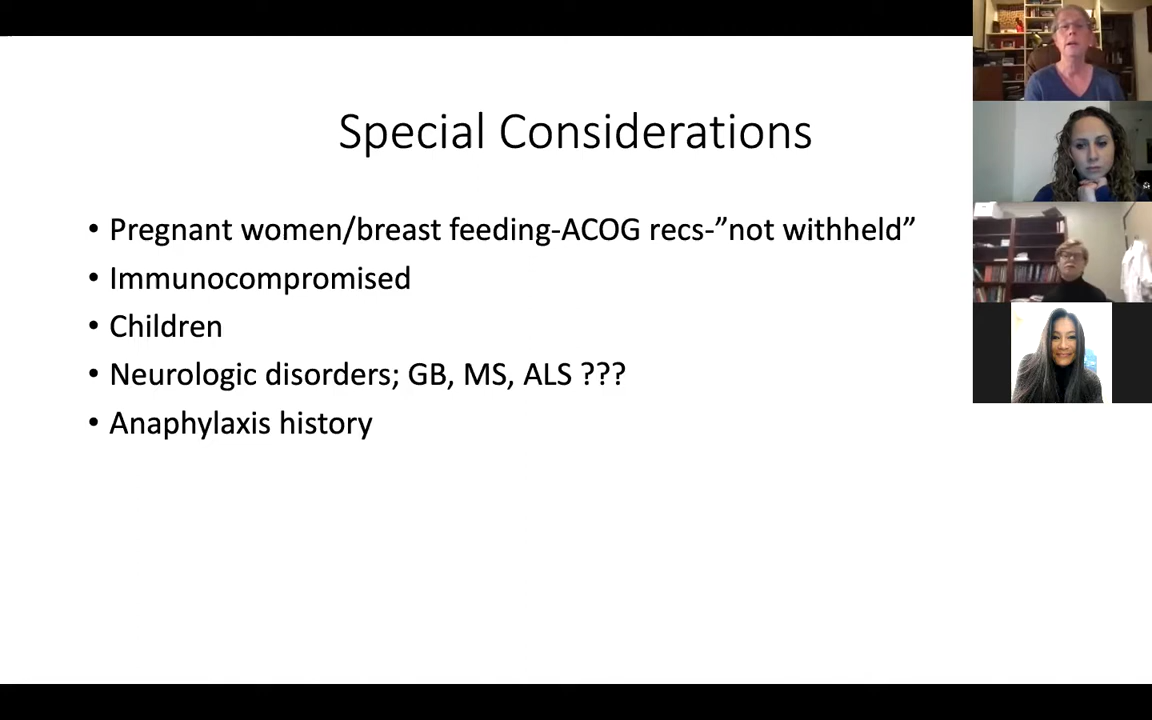 Special Considerations
• Pregnant women/breast feeding-ACOG recs-”not withheld”
• Immunocompromised
• Children
• Neurologic disorders; GB, MS, ALS ???
• Anaphylaxis history